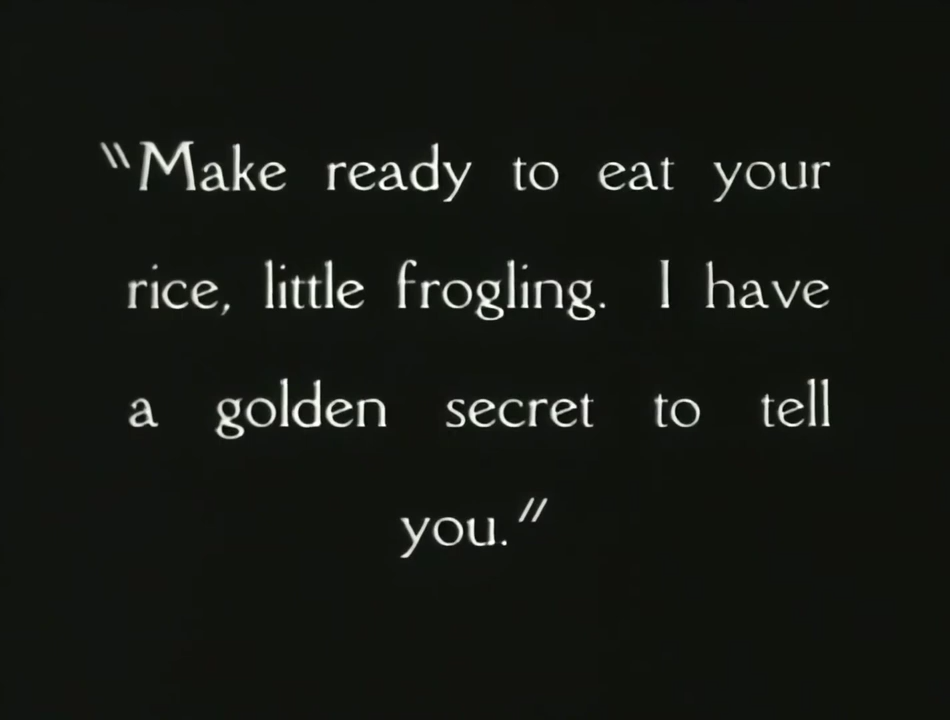 "Make ready to eat your
rice, little frogling. I have
a golden secret to tell
you."